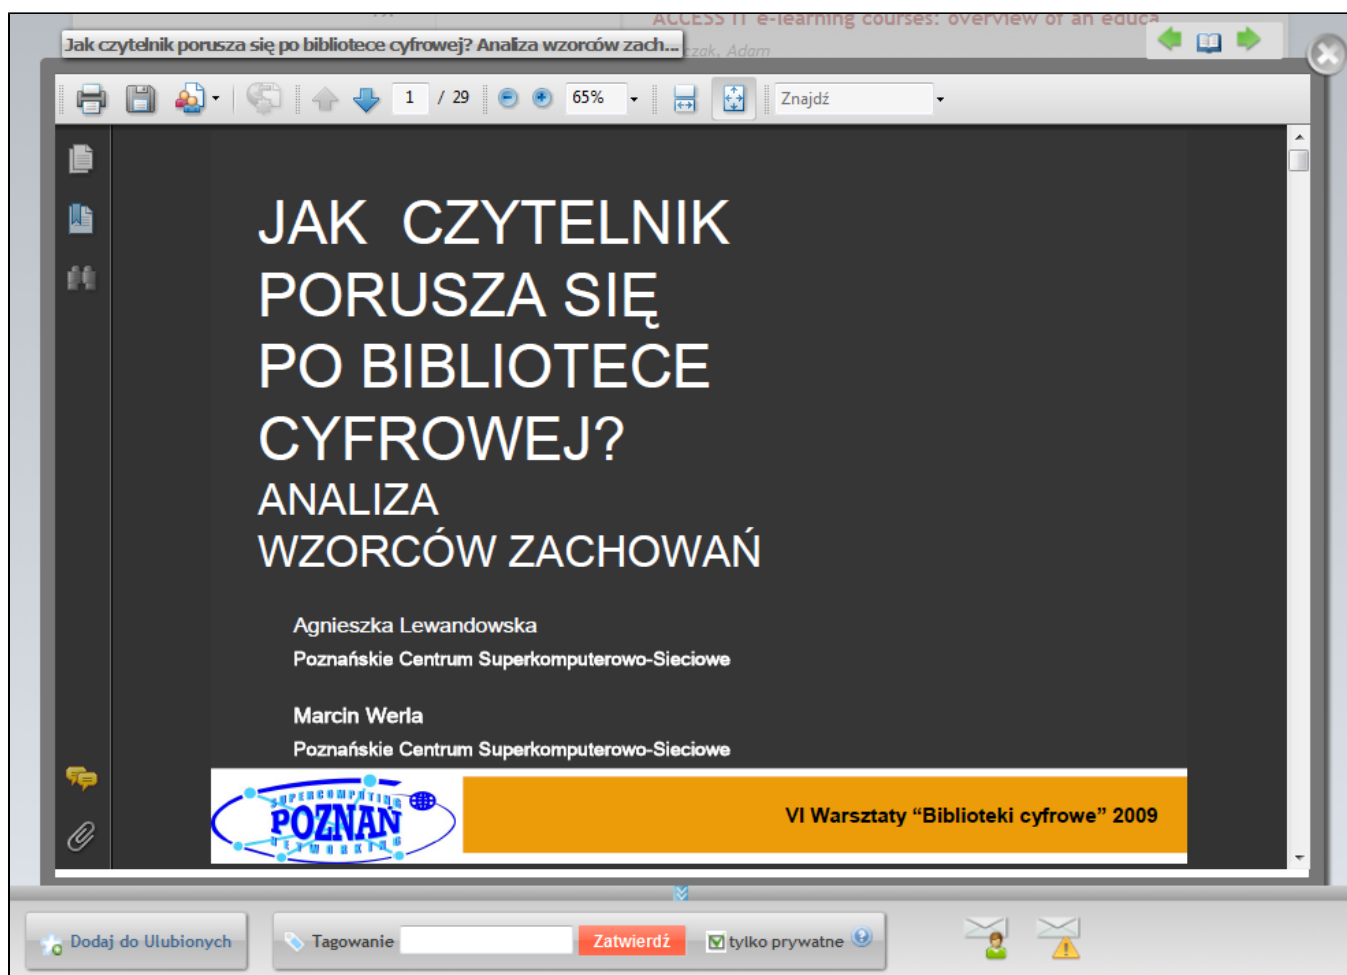 ACCESS IT e-learning courses: overview of an educa
Jak czytelnik porusza się po bibliotece cyfrowej? Analiza wzorców zach...
Adam
1 / 29
65%
Znajdź
JAK CZYTELNIK
PORUSZA SIĘ
PO BIBLIOTECE
CYFROWEJ?
ANALIZA
WZORCÓW ZACHOWAŃ
Agnieszka Lewandowska
Poznańskie Centrum Superkomputerowo-Sieciowe
Marcin Werla
Poznańskie Centrum Superkomputerowo-Sieciowe
SUPERCOMPUTING
POZNAŃ
NETWORKING
VI Warsztaty “Biblioteki cyfrowe” 2009
Dodaj do Ulubionych
Tagowanie
Zatwierdź
tylko prywatne